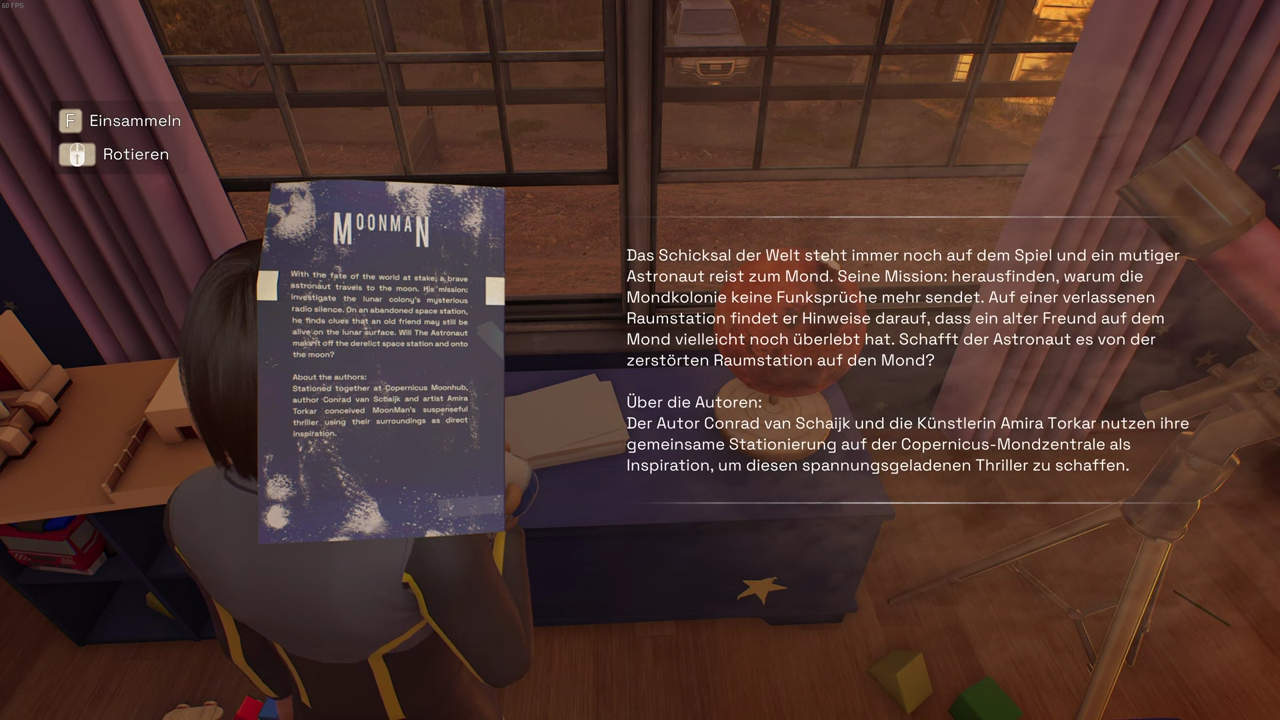 60 FPS
F Einsammeln
Rotieren
MOONMAN
With the fate of the world at stake, a brave
astronaut travels to the moon. His mission:
investigate the lunar colony's mysterious
radio silence. On an abandoned space station,
he finds clues that an old friend may still be
alive on the lunar surface. Will The Astronaut
make it off the derelict space station and onto
the moon?
About the authors:
Stationed together at Copernicus Moonhub,
author Conrad van Schaijk and artist Amira
Torkar conceived MoonMan's suspenseful
thriller using their surroundings as direct
inspiration.
Das Schicksal der Welt steht immer noch auf dem Spiel und ein mutiger
Astronaut reist zum Mond. Seine Mission: herausfinden, warum die
Mondkolonie keine Funksprüche mehr sendet. Auf einer verlassenen
Raumstation findet er Hinweise darauf, dass ein alter Freund auf dem
Mond vielleicht noch überlebt hat. Schafft der Astronaut es von der
zerstörten Raumstation auf den Mond?
Über die Autoren:
Der Autor Conrad van Schaijk und die Künstlerin Amira Torkar nutzen ihre
gemeinsame Stationierung auf der Copernicus-Mondzentrale als
Inspiration, um diesen spannungsgeladenen Thriller zu schaffen.